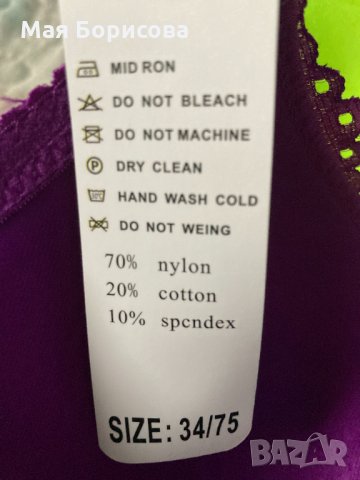 Мая Борисова
MID RON
DO NOT BLEACH
DO NOT MACHINE
P DRY CLEAN
HAND WASH COLD
DO NOT WEING
70% nylon
20% cotton
10% spcndex
SIZE: 34/75
BAZAR